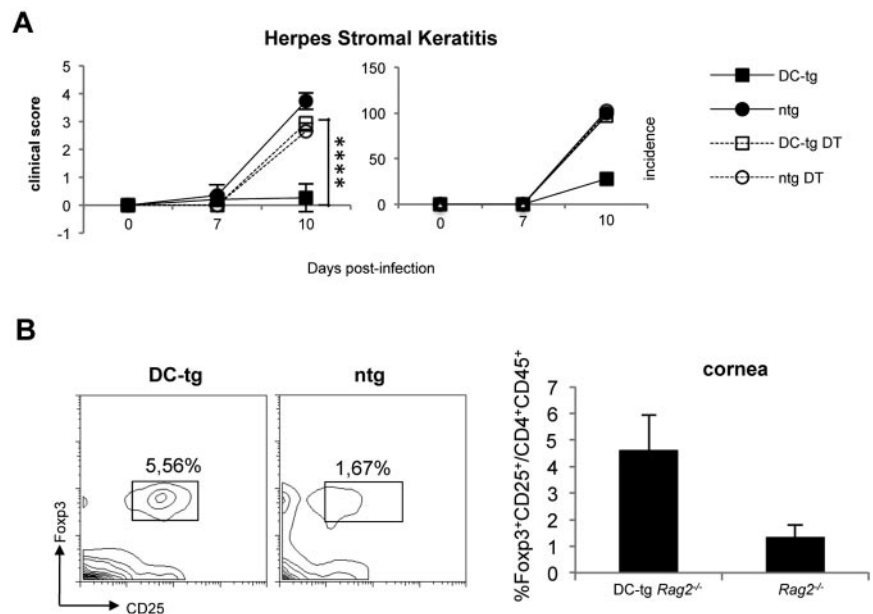 A
Herpes Stromal Keratitis
clinical score
5
4
3
2
1
0
-1
0
7
10
****
150
100
50
0
0
7
10
incidence
Days post-infection
DC-tg
ntg
DC-tg DT
ntg DT
B
DC-tg
ntg
5,56%
1,67%
Foxp3
CD25
cornea
%Foxp3⁺CD25⁺/CD4⁺CD45⁺
7
6
5
4
3
2
1
0
DC-tg Rag2⁻/⁻
Rag2⁻/⁻